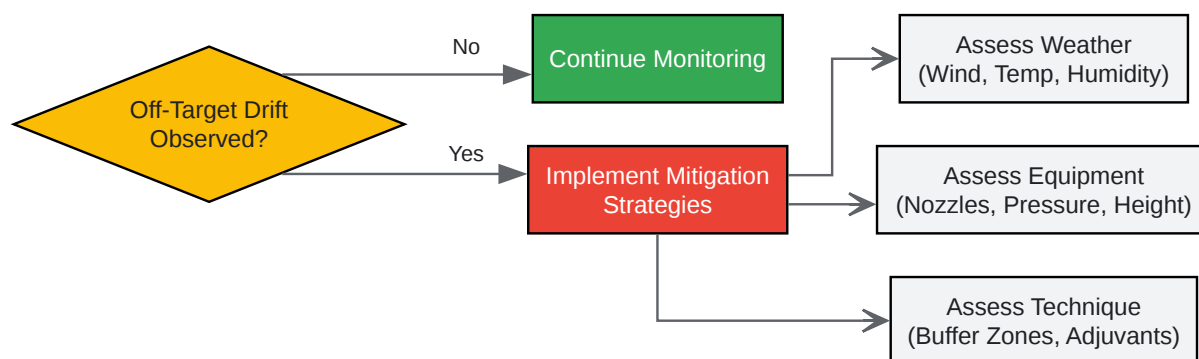 Off-Target Drift
Observed?
No
Continue Monitoring
Yes
Implement Mitigation
Strategies
Assess Weather
(Wind, Temp, Humidity)
Assess Equipment
(Nozzles, Pressure, Height)
Assess Technique
(Buffer Zones, Adjuvants)